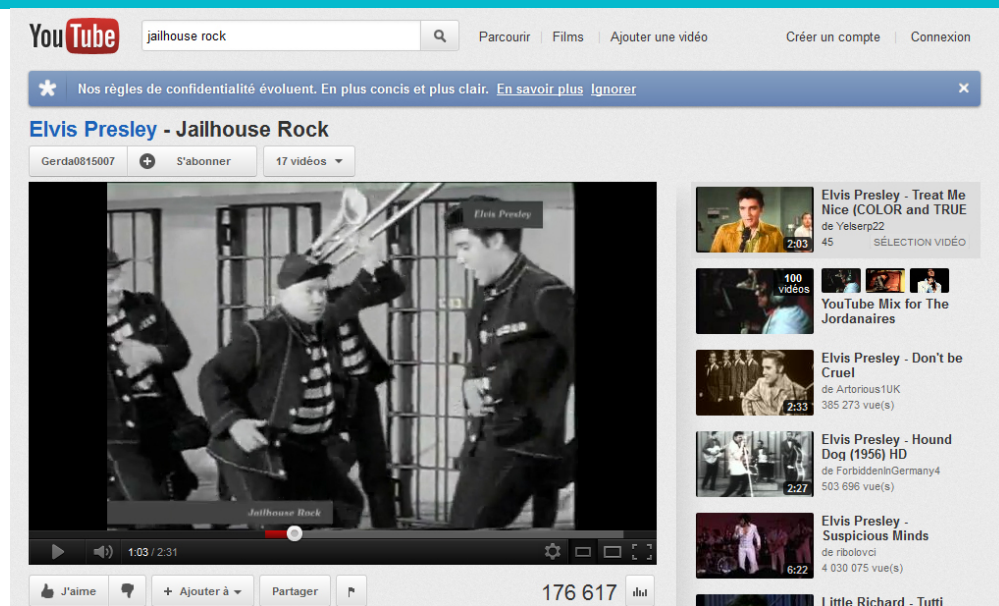 You Tube
jailhouse rock
Parcourir
Films
Ajouter une vidéo
Créer un compte
Connexion
Nos règles de confidentialité évoluent. En plus concis et plus clair. En savoir plus Ignorer
Elvis Presley - Jailhouse Rock
Gerda0815007
S'abonner
17 vidéos
Elvis Presley
Jailhouse Rock
1:03 / 2:31
J'aime
+ Ajouter à
Partager
176 617
2:03
Elvis Presley - Treat Me
Nice (COLOR and TRUE
de Yelserp22
45 SÉLECTION VIDÉO
100
vidéos
YouTube Mix for The
Jordanaires
2:33
Elvis Presley - Don't be
Cruel
de Artorious1UK
385 273 vue(s)
2:27
Elvis Presley - Hound
Dog (1956) HD
de ForbiddenInGermany4
503 696 vue(s)
6:22
Elvis Presley -
Suspicious Minds
de ribolovci
4 030 075 vue(s)
Little Richard - Tutti